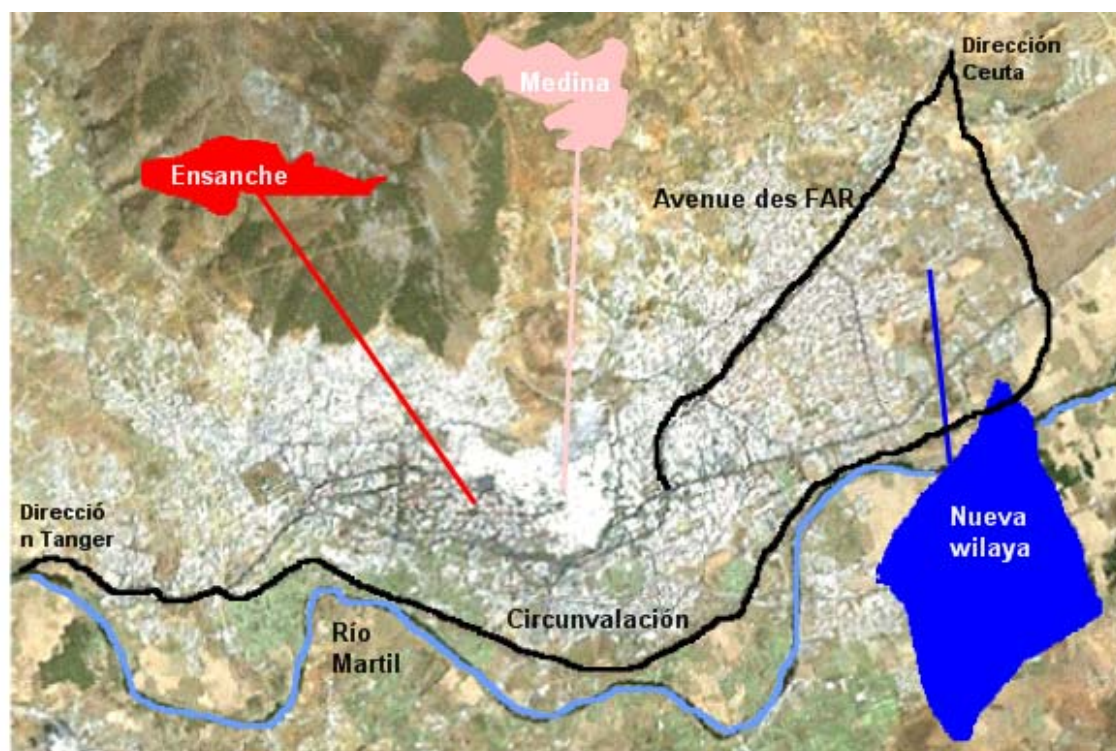 Dirección
Ceuta
Medina
Ensanche
Avenue des FAR
Direcció
n Tanger
Nueva
wilaya
Circunvalación
Río
Martil